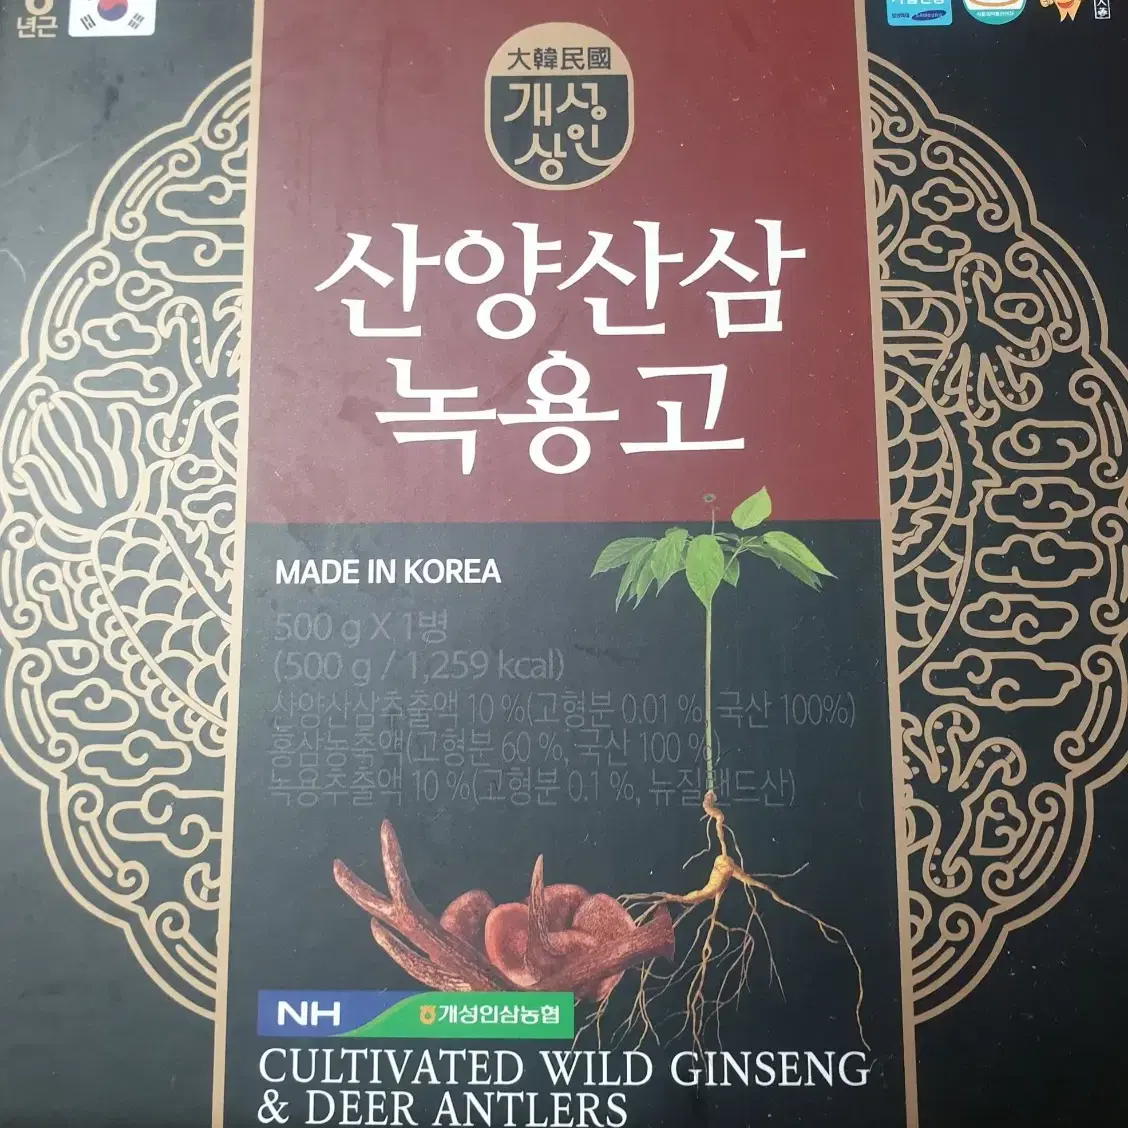 년근
大韓民國
개성
상인
산양산삼
녹용고
MADE IN KOREA
500 g X 1병
(500 g / 1,259 kcal)
산양산삼추출액 10 %(고형분 0.01 %, 국산 100%)
홍삼농축액(고형분 60 %, 국산 100 %)
녹용추출액 10 %(고형분 0.1 %, 뉴질랜드산)
NH 개성인삼농협
CULTIVATED WILD GINSENG
& DEER ANTLERS